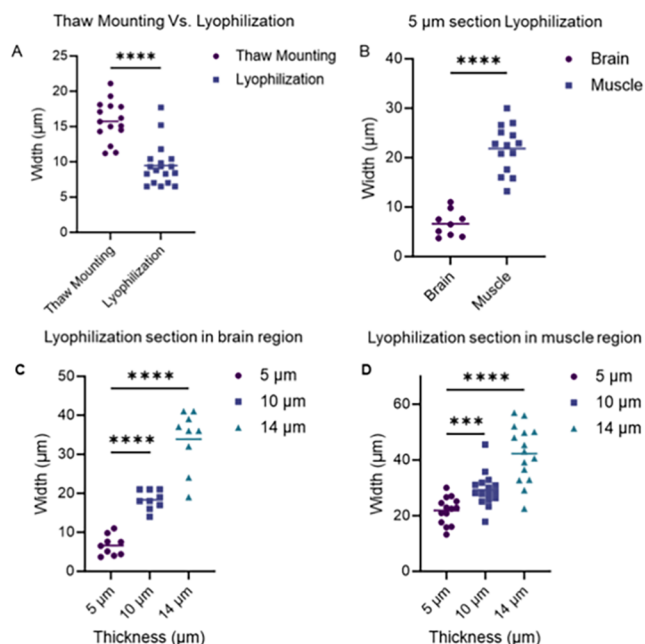 Thaw Mounting Vs. Lyophilization
A
****
Thaw Mounting
Lyophilization
25
20
15
10
5
0
Width (µm)
Thaw Mounting
Lyophilization
5 µm section Lyophilization
B
****
Brain
Muscle
40
30
20
10
0
Width (µm)
Brain
Muscle
Lyophilization section in brain region
C
****
****
5 µm
10 µm
14 µm
50
40
30
20
10
0
Width (µm)
5 µm
10 µm
14 µm
Thickness (µm)
Lyophilization section in muscle region
D
****
***
5 µm
10 µm
14 µm
60
40
20
0
Width (µm)
5 µm
10 µm
14 µm
Thickness (µm)